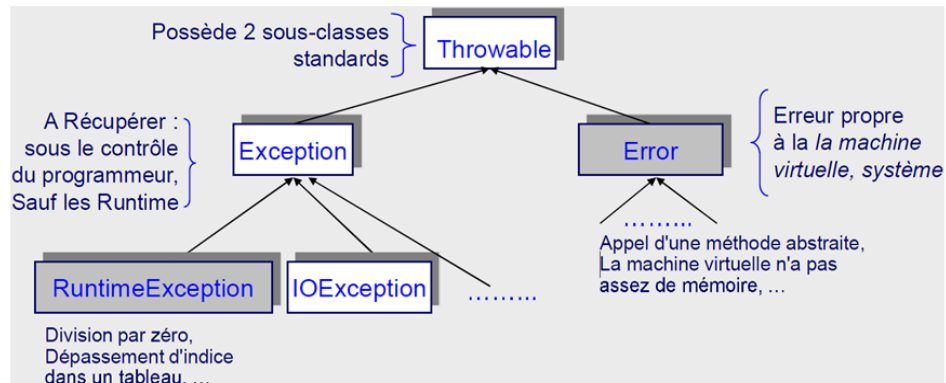 Possède 2 sous-classes
standards
Throwable
A Récupérer :
sous le contrôle
du programmeur,
Sauf les Runtime
Exception
Error
Erreur propre
à la la machine
virtuelle, système
RuntimeException
IOException
………..
………..
Appel d'une méthode abstraite,
La machine virtuelle n'a pas
assez de mémoire, …
Division par zéro,
Dépassement d'indice
dans un tableau, …